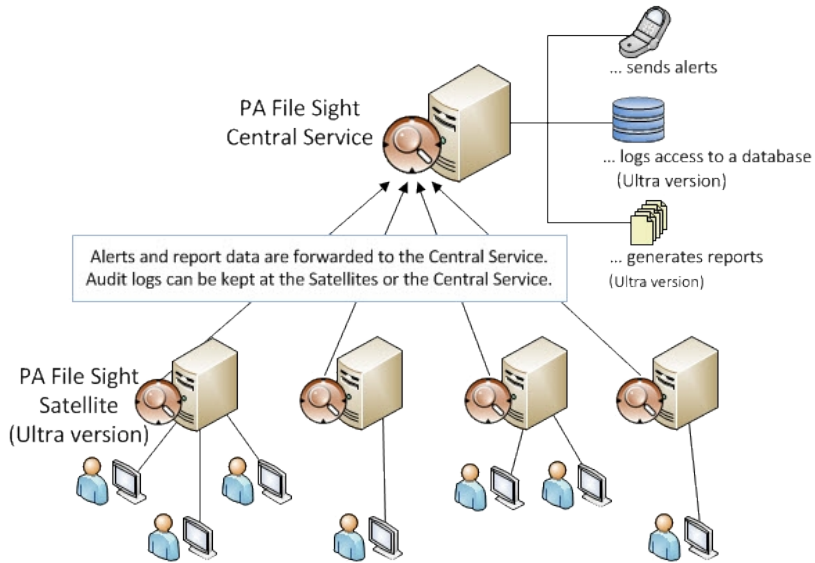 PA File Sight
Central Service
... sends alerts
... logs access to a database
(Ultra version)
... generates reports
(Ultra version)
Alerts and report data are forwarded to the Central Service.
Audit logs can be kept at the Satellites or the Central Service.
PA File Sight
Satellite
(Ultra version)